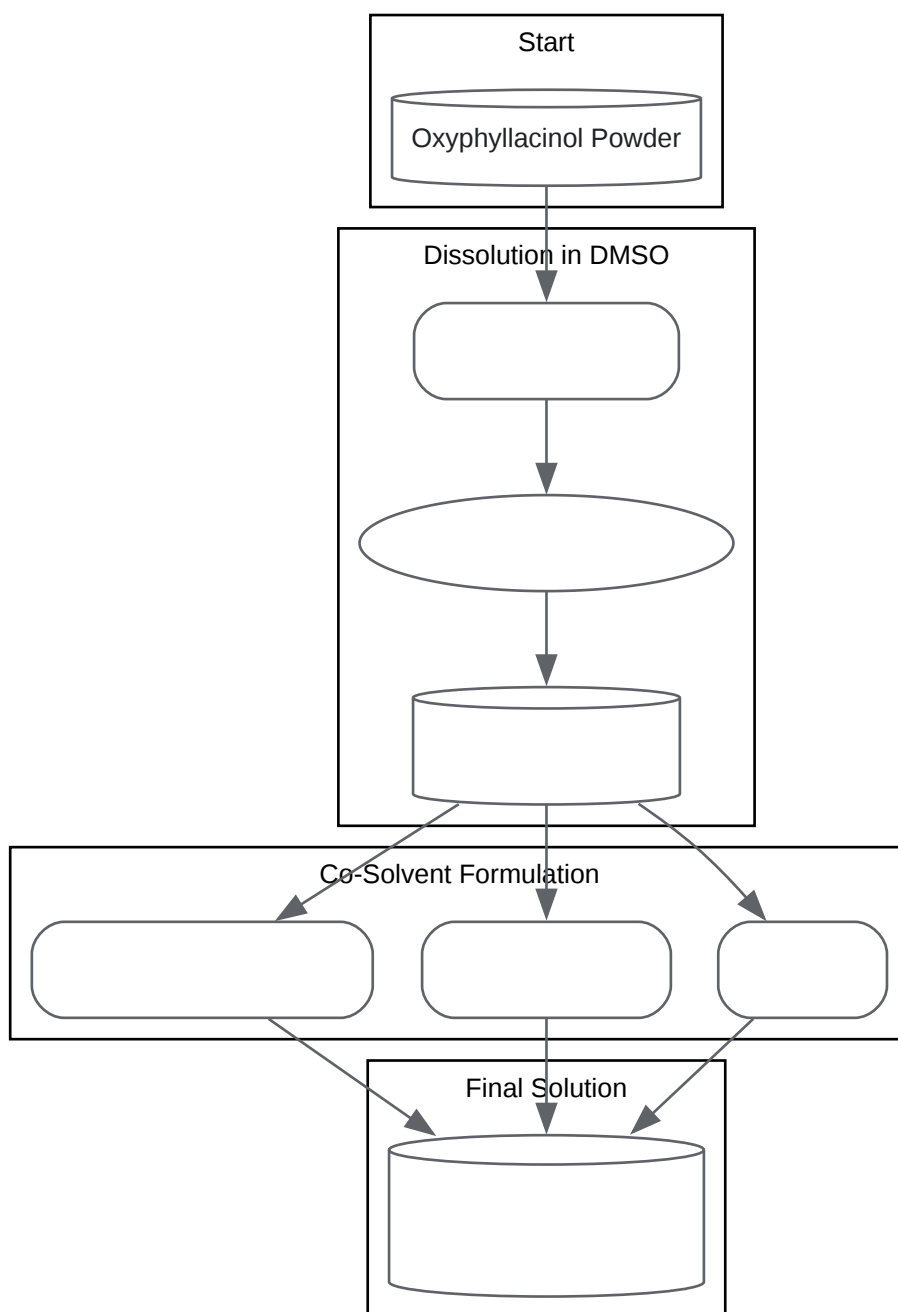 Start
Oxyphyllacinol Powder
Dissolution in DMSO
Co-Solvent Formulation
Final Solution